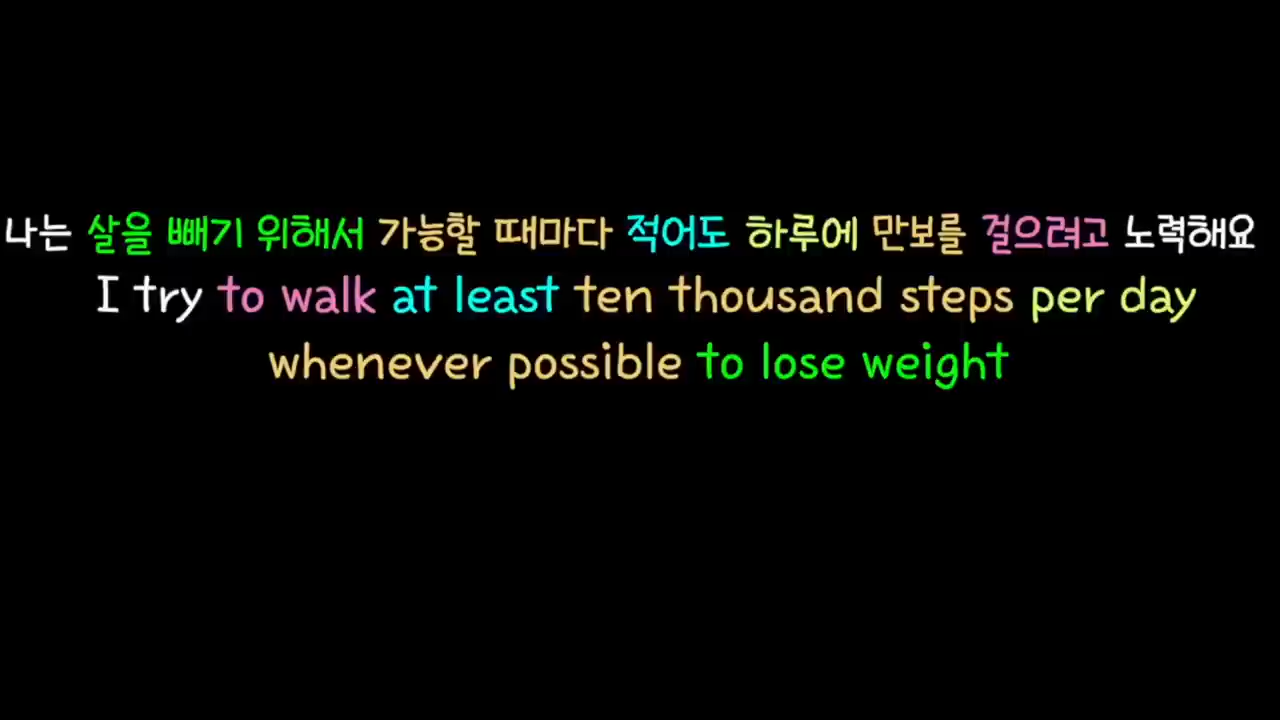 나는 살을 빼기 위해서 가능할 때마다 적어도 하루에 만보를 걸으려고 노력해요
I try to walk at least ten thousand steps per day
whenever possible to lose weight